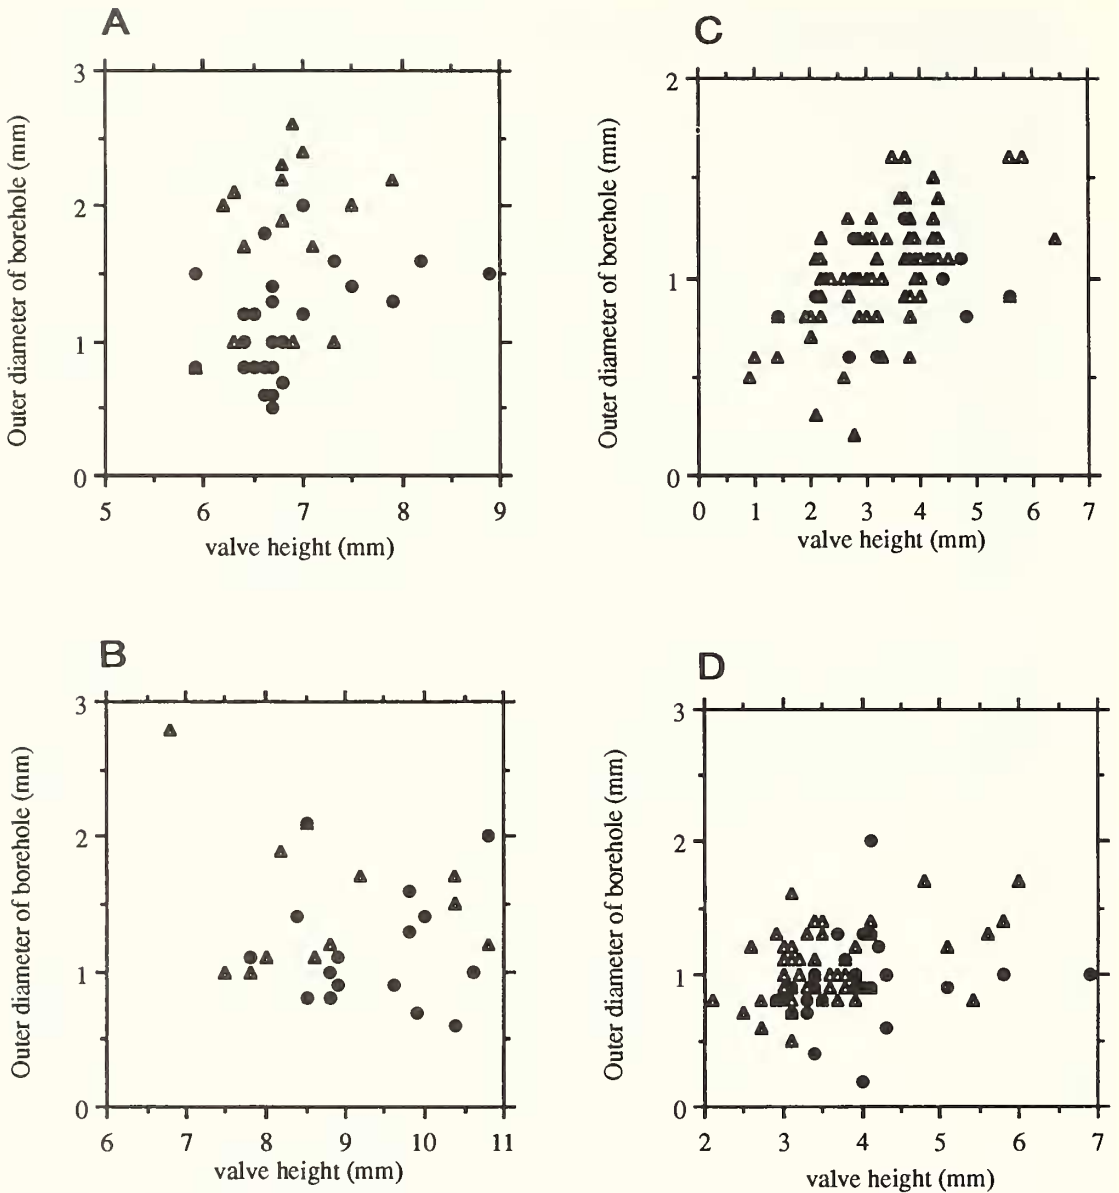 A
3
2
1
0
Outer diameter of borehole (mm)
5 6 7 8 9
valve height (mm)
C
2
1
0
Outer diameter of borehole (mm)
0 1 2 3 4 5 6 7
valve height (mm)
B
3
2
1
0
Outer diameter of borehole (mm)
6 7 8 9 10 11
valve height (mm)
D
3
2
1
0
Outer diameter of borehole (mm)
2 3 4 5 6 7
valve height (mm)